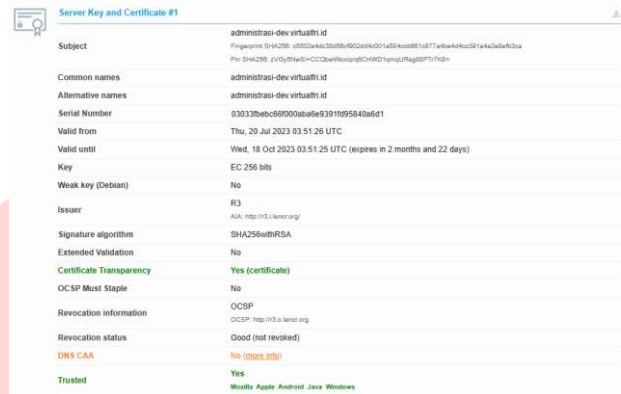 Server Key and Certificate #1
Subject
administrasi-dev.virtualfri.id
Fingerprint SHA256:
Pin SHA256:
Common names administrasi-dev.virtualfri.id
Alternative names administrasi-dev.virtualfri.id
Serial Number 03033fbebc66f000aba6e9391fd95840a6d1
Valid from Thu, 20 Jul 2023 03:51:26 UTC
Valid until Wed, 18 Oct 2023 03:51:25 UTC (expires in 2 months and 22 days)
Key EC 256 bits
Weak key (Debian) No
Issuer
R3
AIA: http://r3.i.lencr.org/
Signature algorithm SHA256withRSA
Extended Validation No
Certificate Transparency Yes (certificate)
OCSP Must Staple No
Revocation information
OCSP
OCSP: http://r3.o.lencr.org
Revocation status Good (not revoked)
DNS CAA No (more info)
Trusted
Yes
Mozilla Apple Android Java Windows